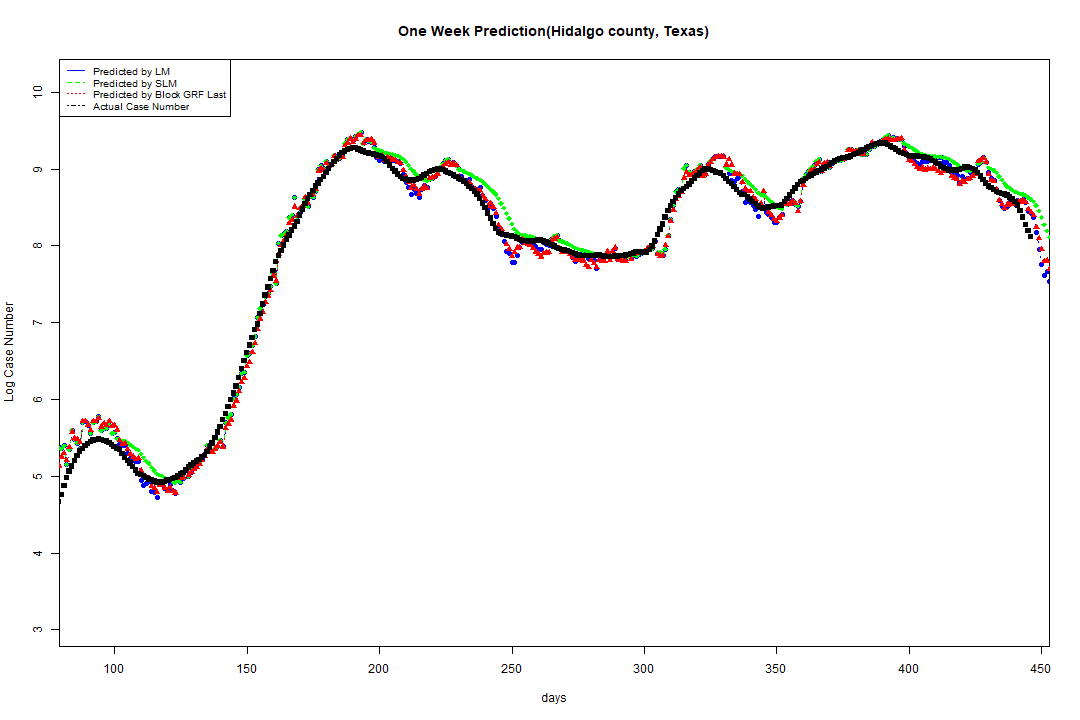 One Week Prediction(Hidalgo county, Texas)
Predicted by LM
Predicted by SLM
Predicted by Block GRF Last
Actual Case Number
10
9
8
7
6
5
4
3
Log Case Number
100 150 200 250 300 350 400 450
days